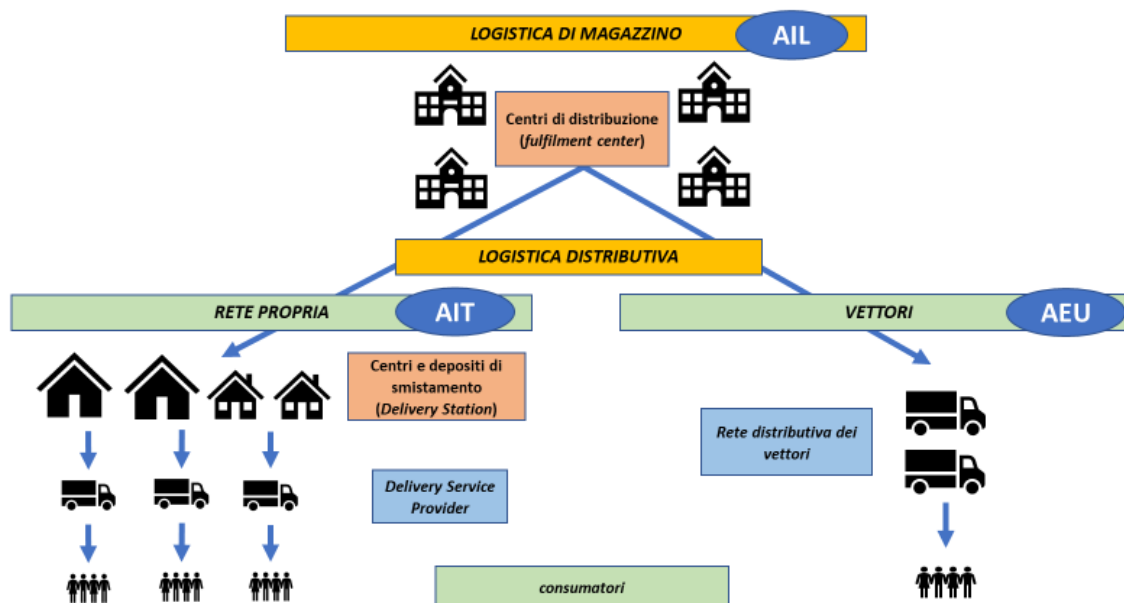 LOGISTICA DI MAGAZZINO
AIL
Centri di distribuzione
(fulfilment center)
LOGISTICA DISTRIBUTIVA
RETE PROPRIA
AIT
VETTORI
AEU
Centri e depositi di
smistamento
(Delivery Station)
Rete distributiva dei
vettori
Delivery Service
Provider
consumatori